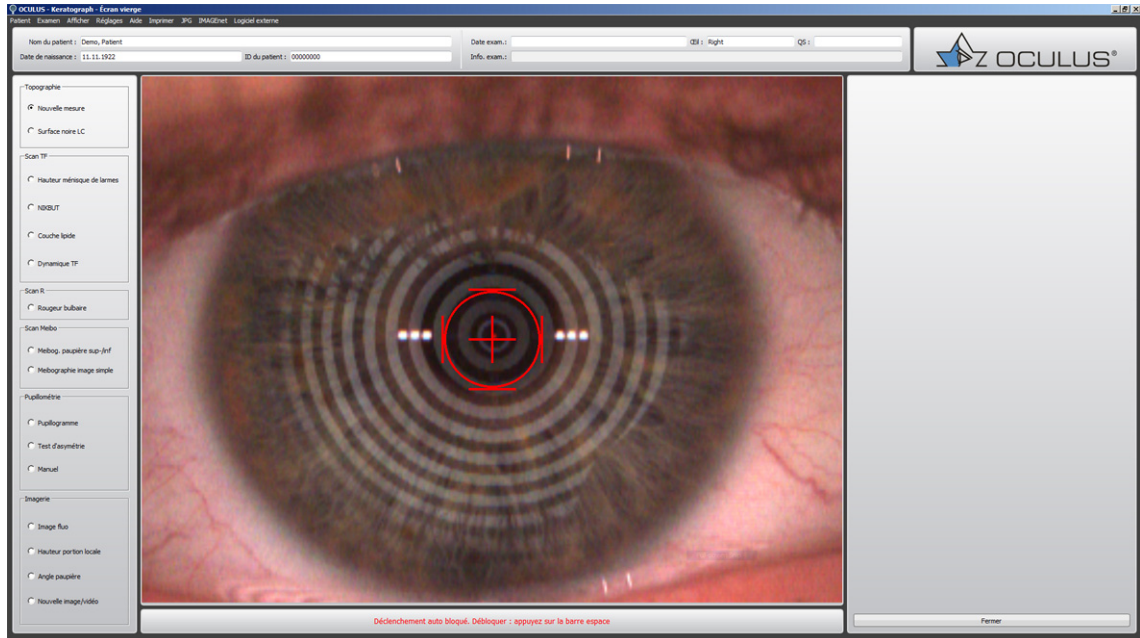 OCULUS - Keratograph - Écran vierge
Patient Examen Afficher Réglages Aide Imprimer JPG IMAGEnet Logiciel externe
Nom du patient : Demo, Patient
Date exam.: Œil : Right QS :
Date de naissance : 11.11.1922 ID du patient : 00000000
Info. exam.:
OCULUS®
Topographie
Nouvelle mesure
Surface noire LC
Scan TF
Hauteur ménisque de larmes
NIKBUT
Couche lipide
Dynamique TF
Scan R
Rougeur bulbaire
Scan Meibo
Meibog. paupière sup-/inf
Meibographie image simple
Pupillométrie
Pupillogramme
Test d'asymétrie
Manuel
Imagerie
Image fluo
Hauteur portion locale
Angle paupière
Nouvelle image/vidéo
Déclenchement auto bloqué. Débloquer : appuyez sur la barre espace
Fermer